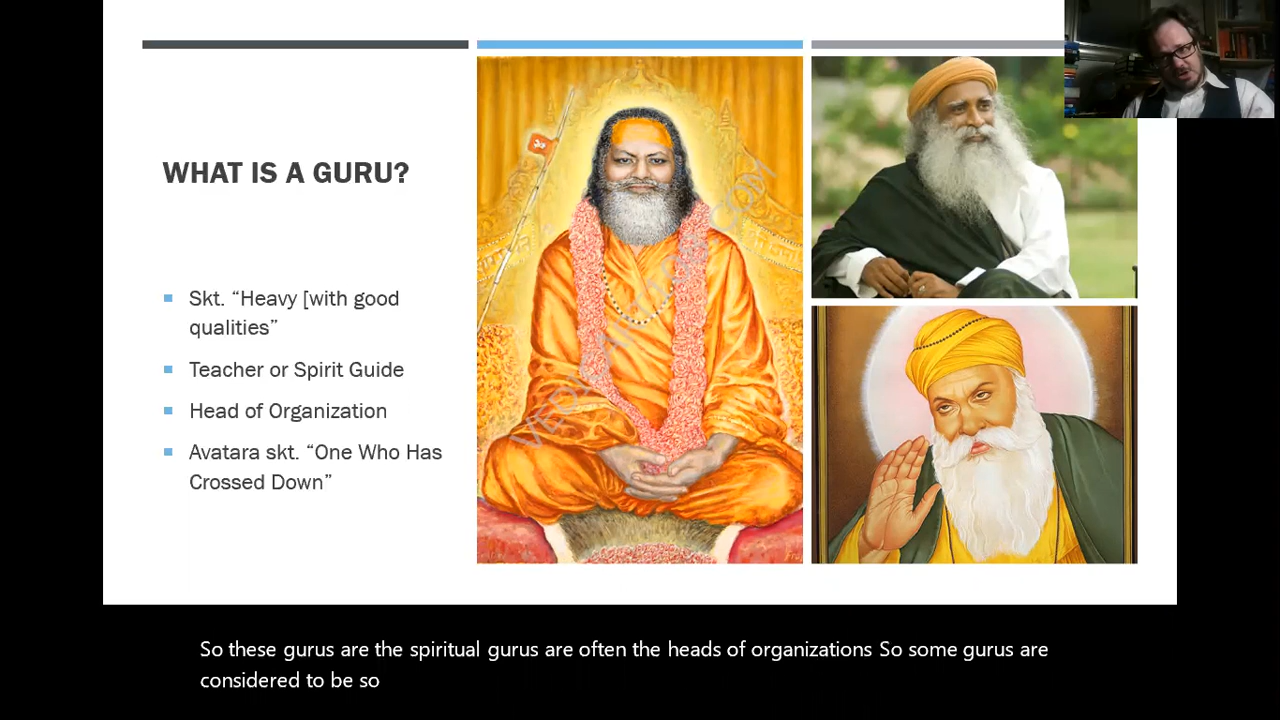 WHAT IS A GURU?
Skt. “Heavy [with good
qualities”
Teacher or Spirit Guide
Head of Organization
Avatara skt. “One Who Has
Crossed Down”
So these gurus are the spiritual gurus are often the heads of organizations So some gurus are
considered to be so